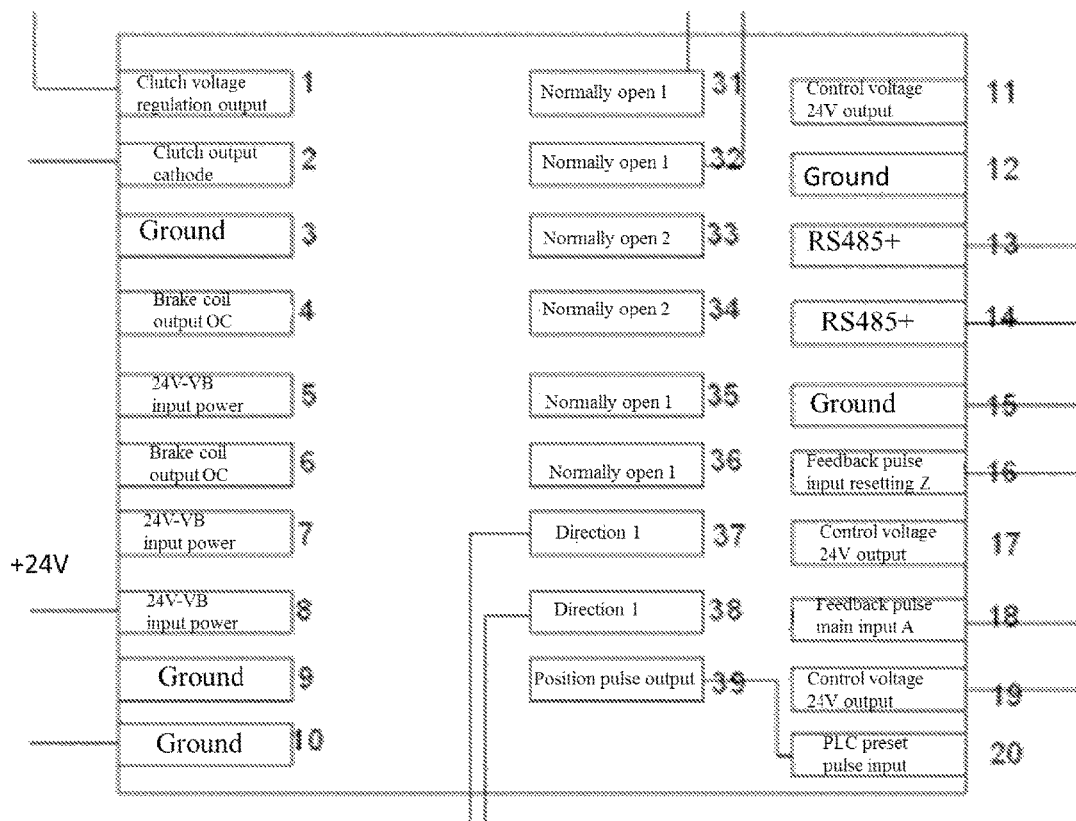 Clutch voltage
regulation output
1
Clutch output
cathode
2
Ground
3
Brake coil
output OC
4
24V-VB
input power
5
Brake coil
output OC
6
24V-VB
input power
7
+24V
24V-VB
input power
8
Ground
9
Ground
10
Normally open 1
31
Normally open 1
32
Normally open 2
33
Normally open 2
34
Normally open 1
35
Normally open 1
36
Direction 1
37
Direction 1
38
Position pulse output
39
Control voltage
24V output
11
Ground
12
RS485+
13
RS485+
14
Ground
15
Feedback pulse
input resetting Z
16
Control voltage
24V output
17
Feedback pulse
main input A
18
Control voltage
24V output
19
PLC preset
pulse input
20